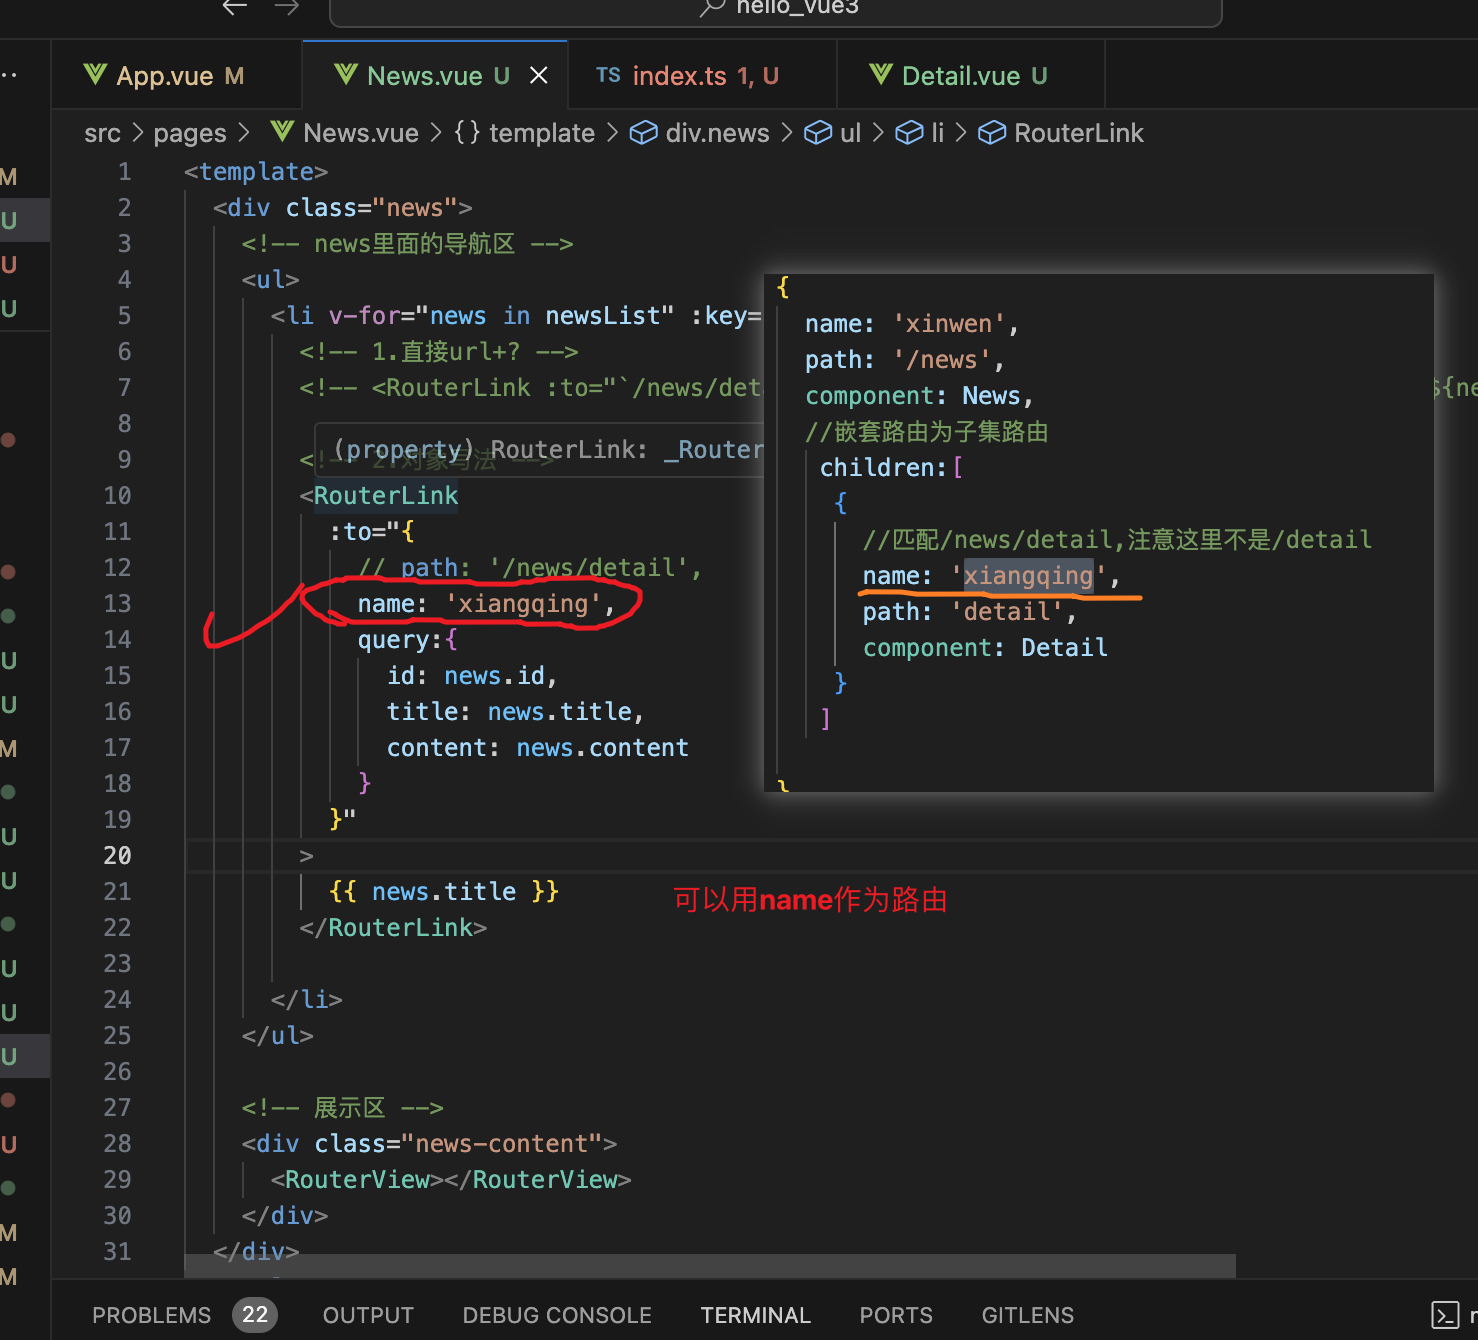 hello_vue3
App.vue M
News.vue U
TS index.ts 1, U
Detail.vue U
src > pages > News.vue > {} template > div.news > ul > li > RouterLink
1 <template>
2 <div class="news">
3 <!-- news里面的导航区 -->
4 <ul>
5 <li v-for="news in newsList" :key=
6 <!-- 1.直接url+? -->
7 <!-- <RouterLink :to="`/news/det
${ne
8
(property) RouterLink: _Router
9 <!-- 2.对象写法 -->
10 <RouterLink
11 :to="{
12 // path: '/news/detail',
13 name: 'xiangqing',
14 query:{
15 id: news.id,
16 title: news.title,
17 content: news.content
18 }
19 }"
20 >
21 {{ news.title }}
22 </RouterLink>
23
24 </li>
25 </ul>
26
27 <!-- 展示区 -->
28 <div class="news-content">
29 <RouterView></RouterView>
30 </div>
31 </div>
{
name: 'xinwen',
path: '/news',
component: News,
//嵌套路由为子集路由
children:[
{
//匹配/news/detail,注意这里不是/detail
name: 'xiangqing',
path: 'detail',
component: Detail
}
]
}
可以用name作为路由
M
U
U
U
U
U
M
U
U
U
U
U
U
M
M
PROBLEMS 22 OUTPUT DEBUG CONSOLE TERMINAL PORTS GITLENS